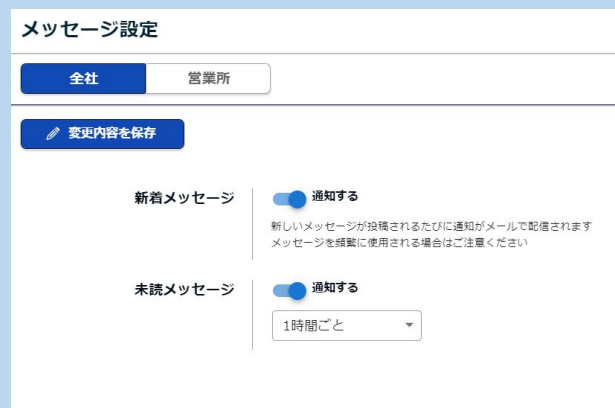 メッセージ設定
全社
営業所
変更内容を保存
新着メッセージ
通知する
新しいメッセージが投稿されるたびに通知がメールで配信されます
メッセージを頻繁に使用される場合はご注意ください
未読メッセージ
通知する
1時間ごと